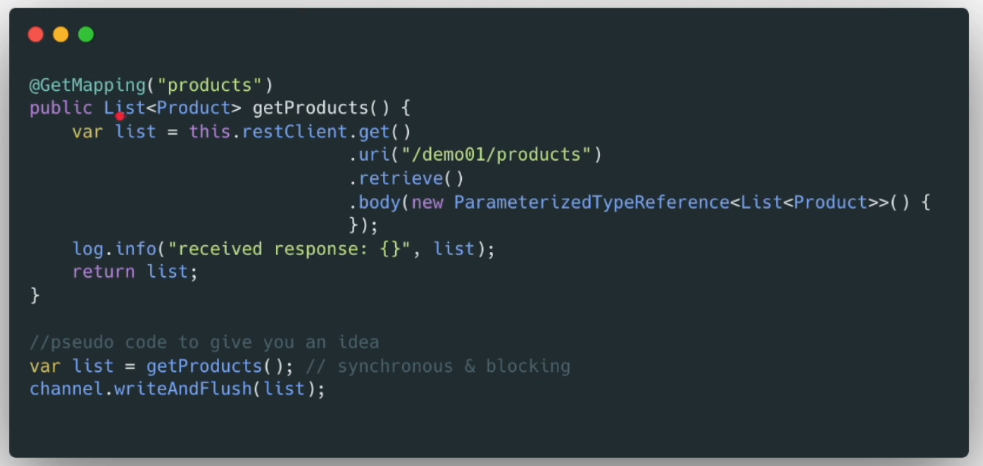 @GetMapping("products")
public List<Product> getProducts() {
    var list = this.restClient.get()
                              .uri("/demo01/products")
                              .retrieve()
                              .body(new ParameterizedTypeReference<List<Product>>() {
                              });
    log.info("received response: {}", list);
    return list;
}

//pseudo code to give you an idea
var list = getProducts(); // synchronous & blocking
channel.writeAndFlush(list);